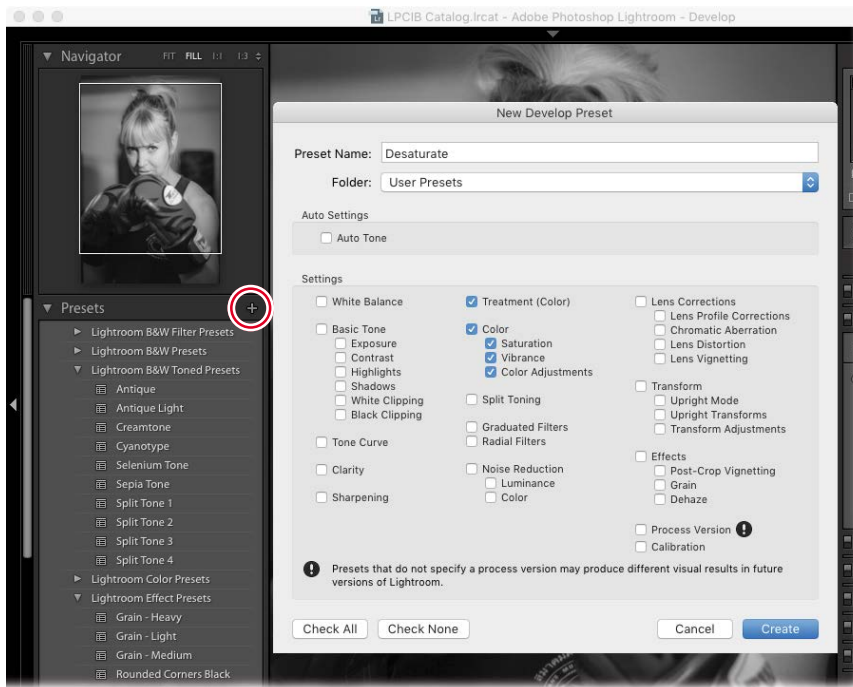 LPCIB Catalog.lrcat - Adobe Photoshop Lightroom - Develop
Navigator FIT FILL 1:1 1:3
Presets +
Lightroom B&W Filter Presets
Lightroom B&W Presets
Lightroom B&W Toned Presets
Antique
Antique Light
Creamtone
Cyanotype
Selenium Tone
Sepia Tone
Split Tone 1
Split Tone 2
Split Tone 3
Split Tone 4
Lightroom Color Presets
Lightroom Effect Presets
Grain - Heavy
Grain - Light
Grain - Medium
Rounded Corners Black
New Develop Preset
Preset Name: Desaturate
Folder: User Presets
Auto Settings
Auto Tone
Settings
White Balance
Basic Tone
Exposure
Contrast
Highlights
Shadows
White Clipping
Black Clipping
Tone Curve
Clarity
Sharpening
Treatment (Color)
Color
Saturation
Vibrance
Color Adjustments
Split Toning
Graduated Filters
Radial Filters
Noise Reduction
Luminance
Color
Lens Corrections
Lens Profile Corrections
Chromatic Aberration
Lens Distortion
Lens Vignetting
Transform
Upright Mode
Upright Transforms
Transform Adjustments
Effects
Post-Crop Vignetting
Grain
Dehaze
Process Version !
Calibration
! Presets that do not specify a process version may produce different visual results in future
versions of Lightroom.
Check All Check None Cancel Create